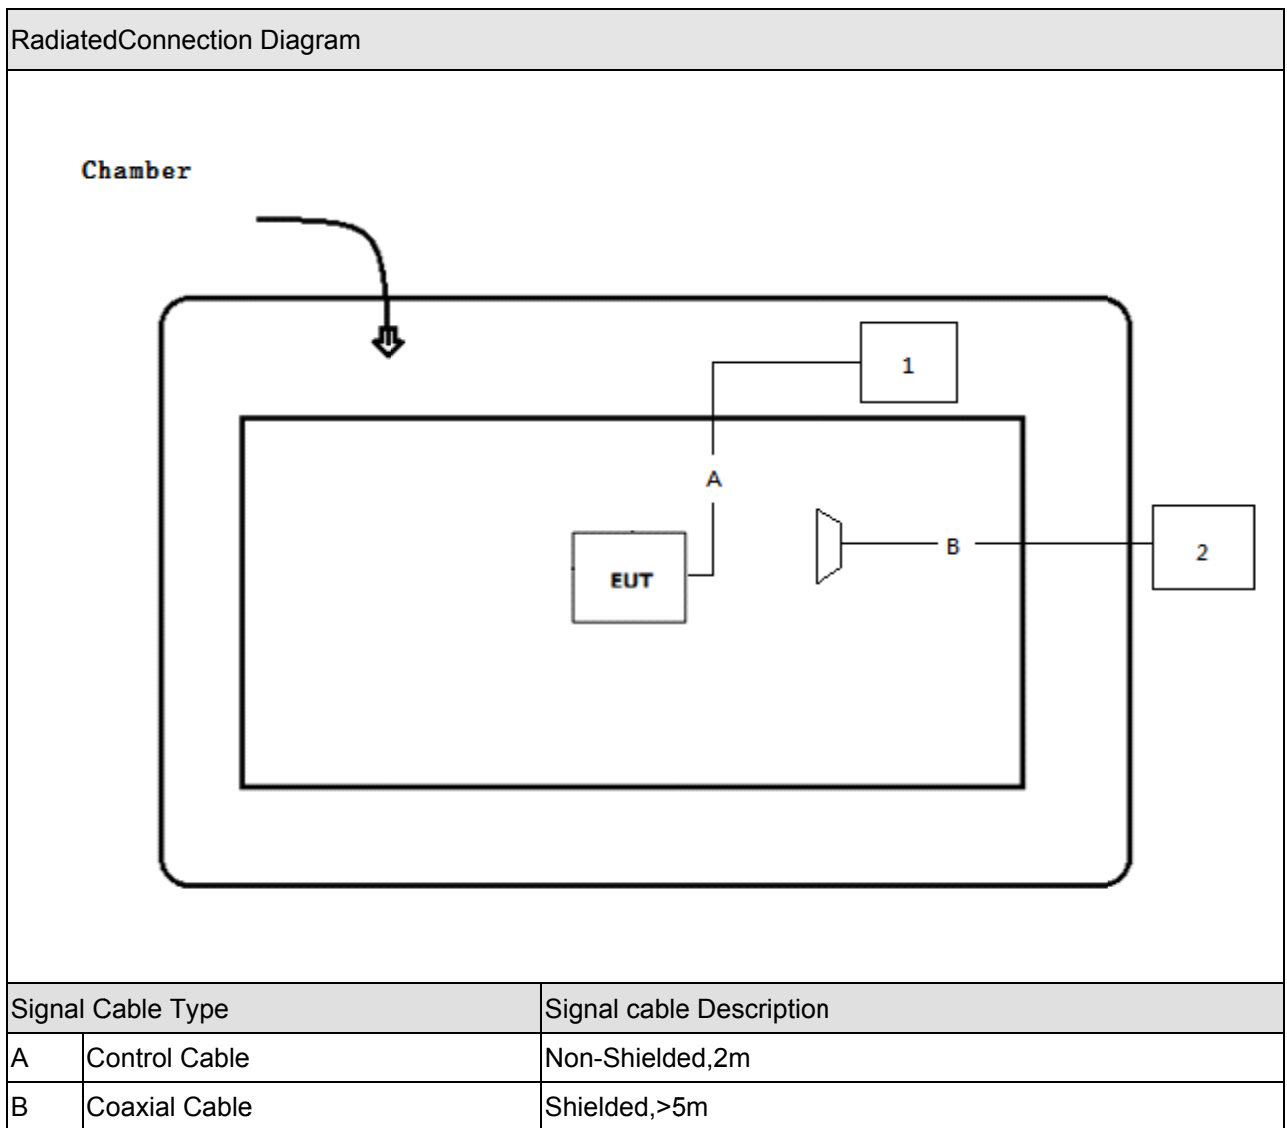 RadiatedConnection Diagram
Chamber
1
A
B
2
EUT
Signal Cable Type Signal cable Description
A Control Cable Non-Shielded,2m
B Coaxial Cable Shielded,>5m